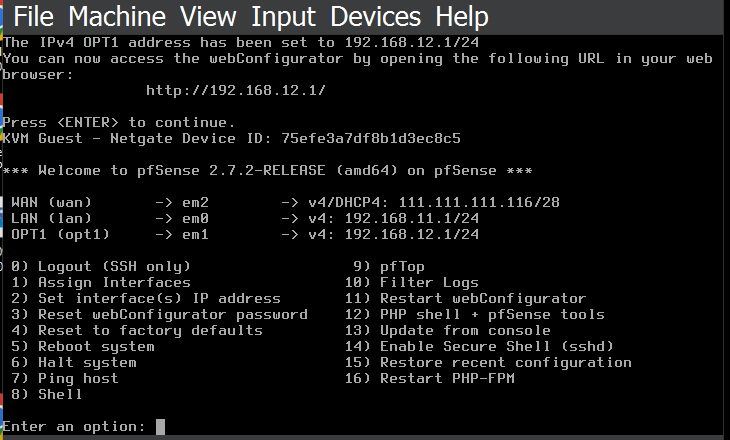 File Machine View Input Devices Help
The IPv4 OPT1 address has been set to 192.168.12.1/24
You can now access the webConfigurator by opening the following URL in your web
browser:
http://192.168.12.1/
Press <ENTER> to continue.
KVM Guest - Netgate Device ID: 75efe3a7df8b1d3ec8c5
*** Welcome to pfSense 2.7.2-RELEASE (amd64) on pfSense ***
WAN (wan) -> em2 -> v4/DHCP4: 111.111.111.116/28
LAN (lan) -> em0 -> v4: 192.168.11.1/24
OPT1 (opt1) -> em1 -> v4: 192.168.12.1/24
0) Logout (SSH only) 9) pfTop
1) Assign Interfaces 10) Filter Logs
2) Set interface(s) IP address 11) Restart webConfigurator
3) Reset webConfigurator password 12) PHP shell + pfSense tools
4) Reset to factory defaults 13) Update from console
5) Reboot system 14) Enable Secure Shell (sshd)
6) Halt system 15) Restore recent configuration
7) Ping host 16) Restart PHP-FPM
8) Shell
Enter an option: